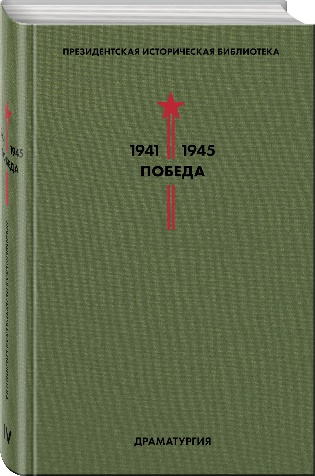 ПРЕЗИДЕНТСКАЯ ИСТОРИЧЕСКАЯ БИБЛИОТЕКА
1941 1945
ПОБЕДА
ДРАМАТУРГИЯ
1945
IV